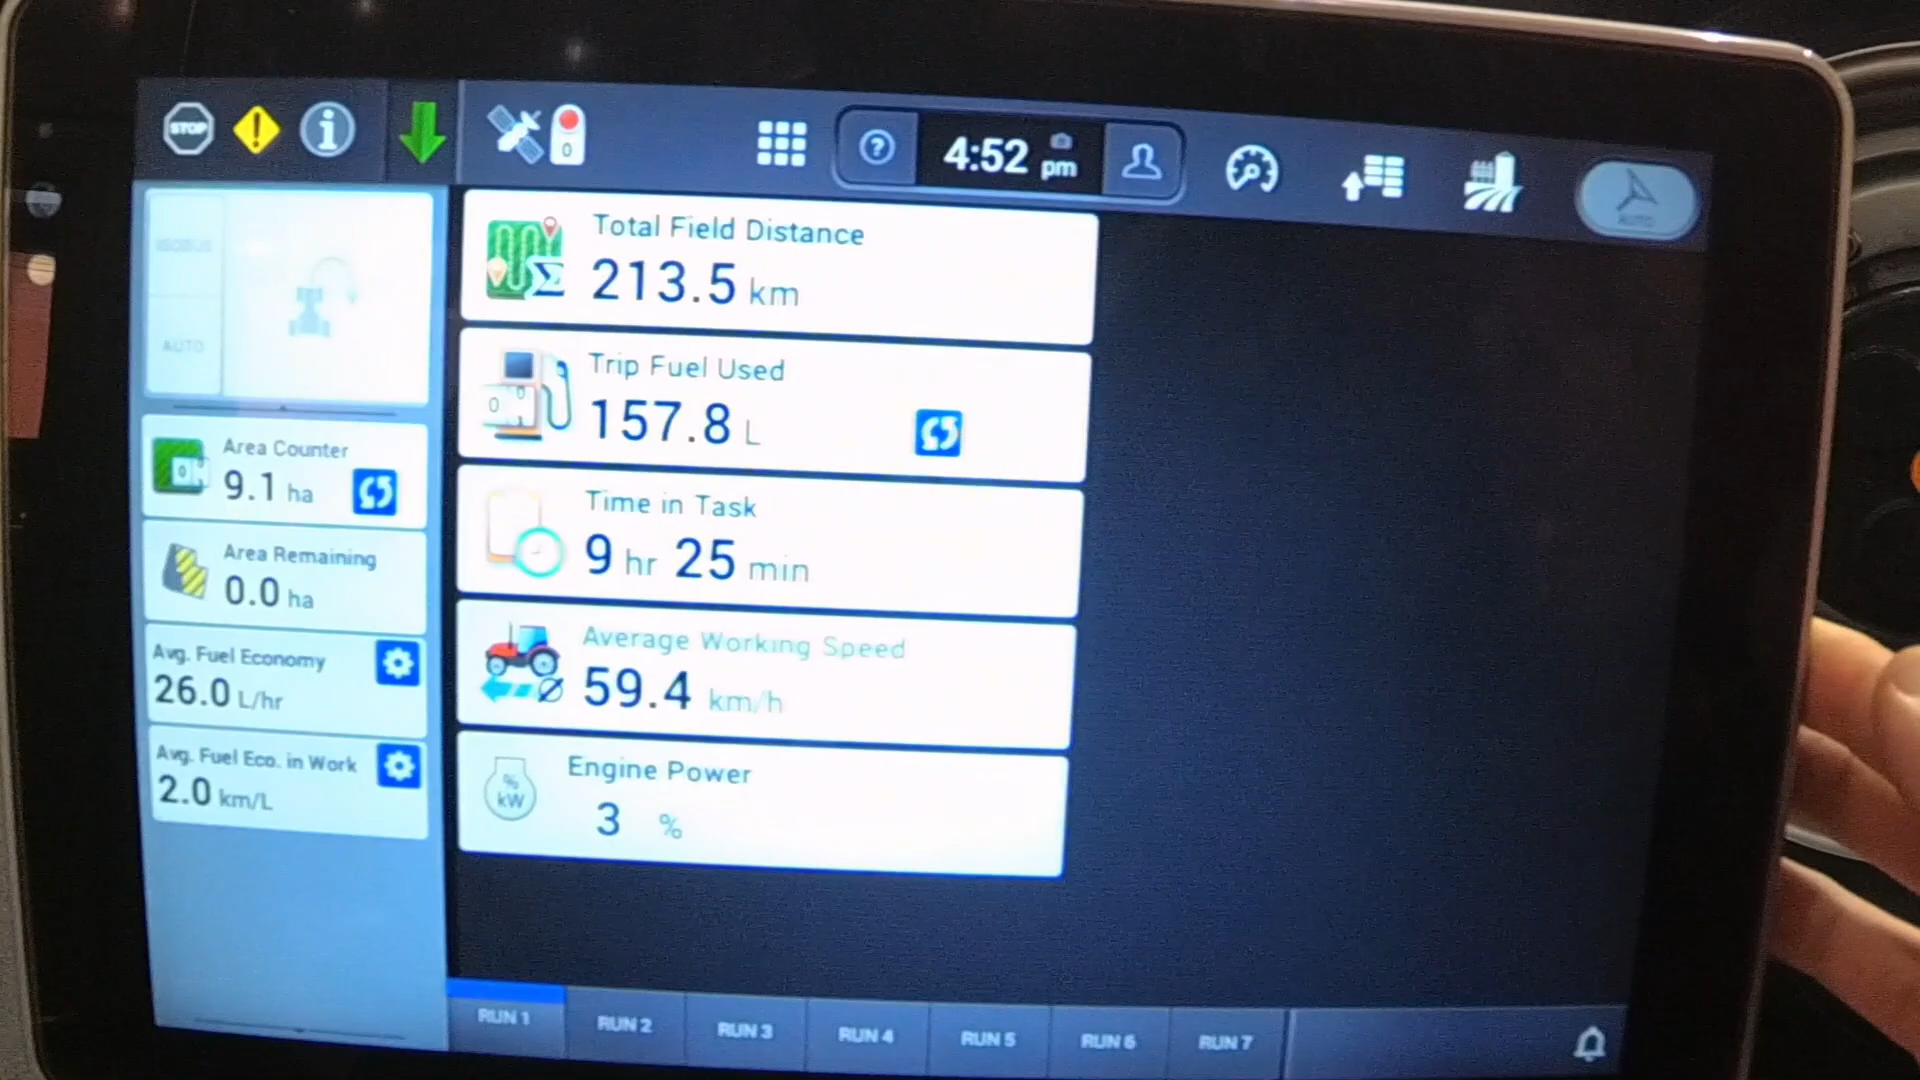 STOP
0
?
4:52 pm
AUTO
ISOBUS
AUTO
Area Counter
9.1 ha
Area Remaining
0.0 ha
Avg. Fuel Economy
26.0 L/hr
Avg. Fuel Eco. in Work
2.0 km/L
Total Field Distance
213.5 km
Trip Fuel Used
157.8 L
Time in Task
9 hr 25 min
Average Working Speed
59.4 km/h
Engine Power
% kW
3 %
RUN 1
RUN 2
RUN 3
RUN 4
RUN 5
RUN 6
RUN 7